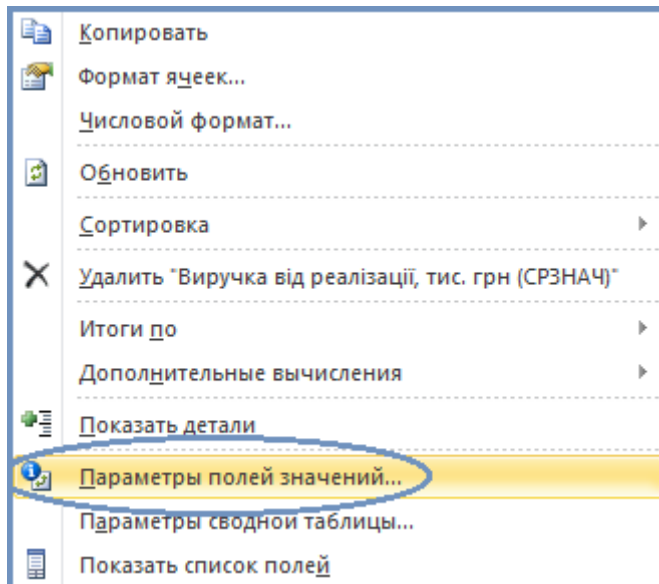 Копировать
Формат ячеек...
Числовой формат...
Обновить
Сортировка
Удалить "Виручка від реалізації, тис. грн (СРЗНАЧ)"
Итоги по
Дополнительные вычисления
Показать детали
Параметры полей значений...
Параметры сводной таблицы...
Показать список полей